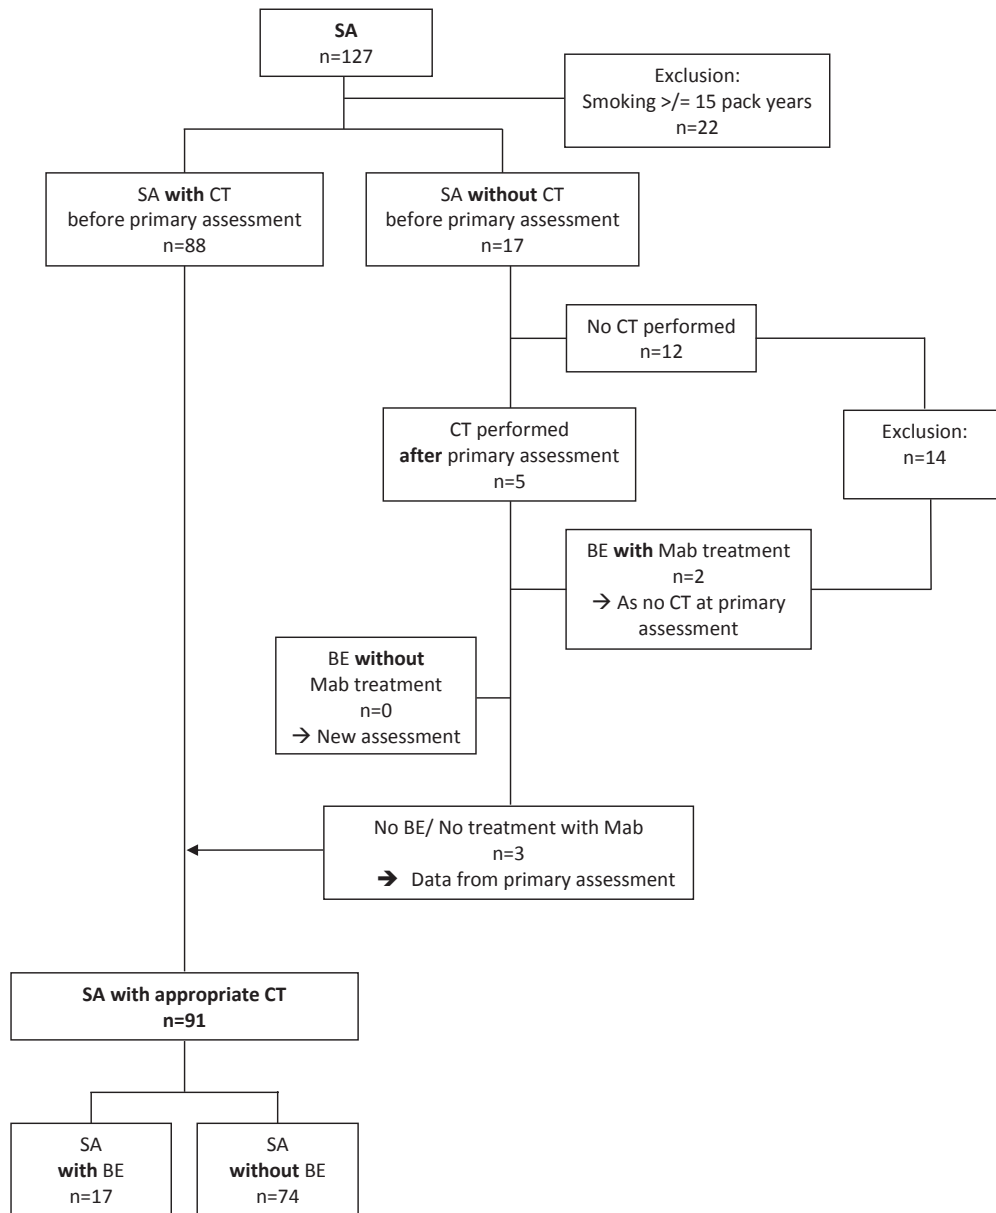 SA
n=127
Exclusion:
Smoking >/= 15 pack years
n=22
SA with CT
before primary assessment
n=88
SA without CT
before primary assessment
n=17
No CT performed
n=12
CT performed
after primary assessment
n=5
Exclusion:
n=14
BE with Mab treatment
n=2
→ As no CT at primary
assessment
BE without
Mab treatment
n=0
→ New assessment
No BE/ No treatment with Mab
n=3
➔ Data from primary assessment
SA with appropriate CT
n=91
SA
with BE
n=17
SA
without BE
n=74